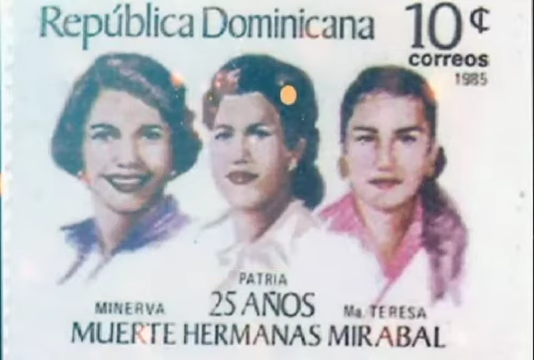 República Dominicana 10¢
correos
1985
PATRIA
MINERVA 25 AÑOS Ma. TERESA
MUERTE HERMANAS MIRABAL